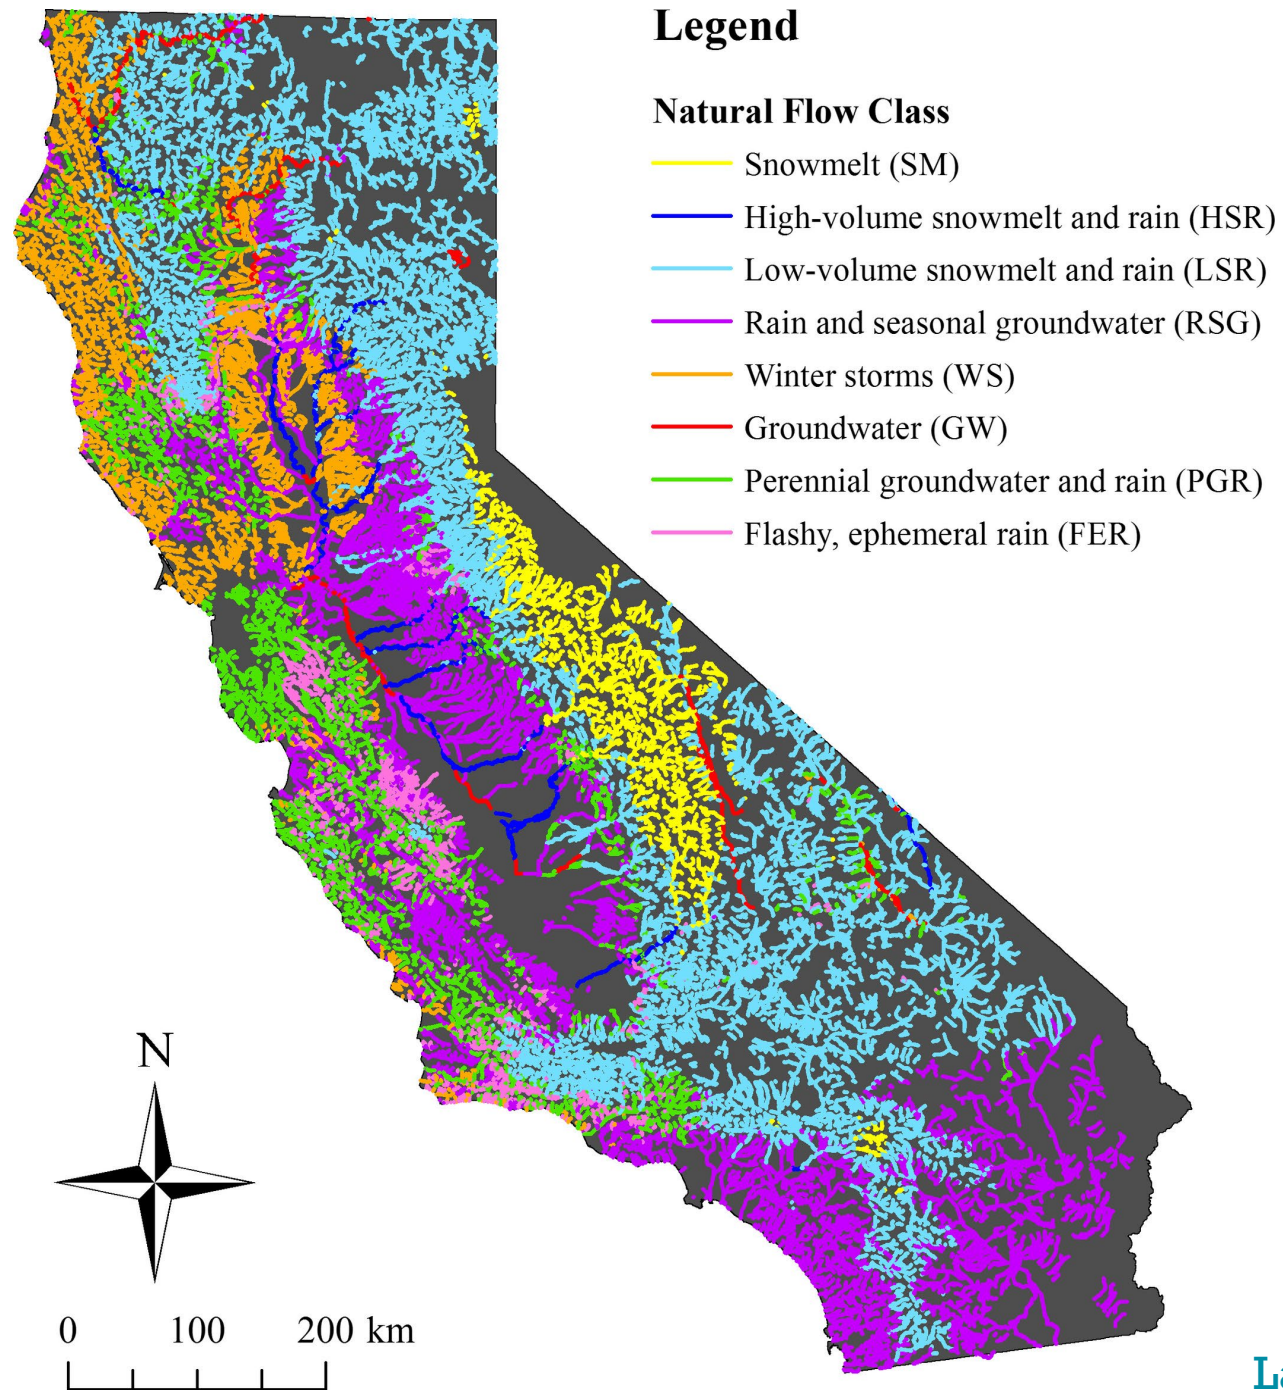 Legend
Natural Flow Class
Snowmelt (SM)
High-volume snowmelt and rain (HSR)
Low-volume snowmelt and rain (LSR)
Rain and seasonal groundwater (RSG)
Winter storms (WS)
Groundwater (GW)
Perennial groundwater and rain (PGR)
Flashy, ephemeral rain (FER)
N
0 100 200 km